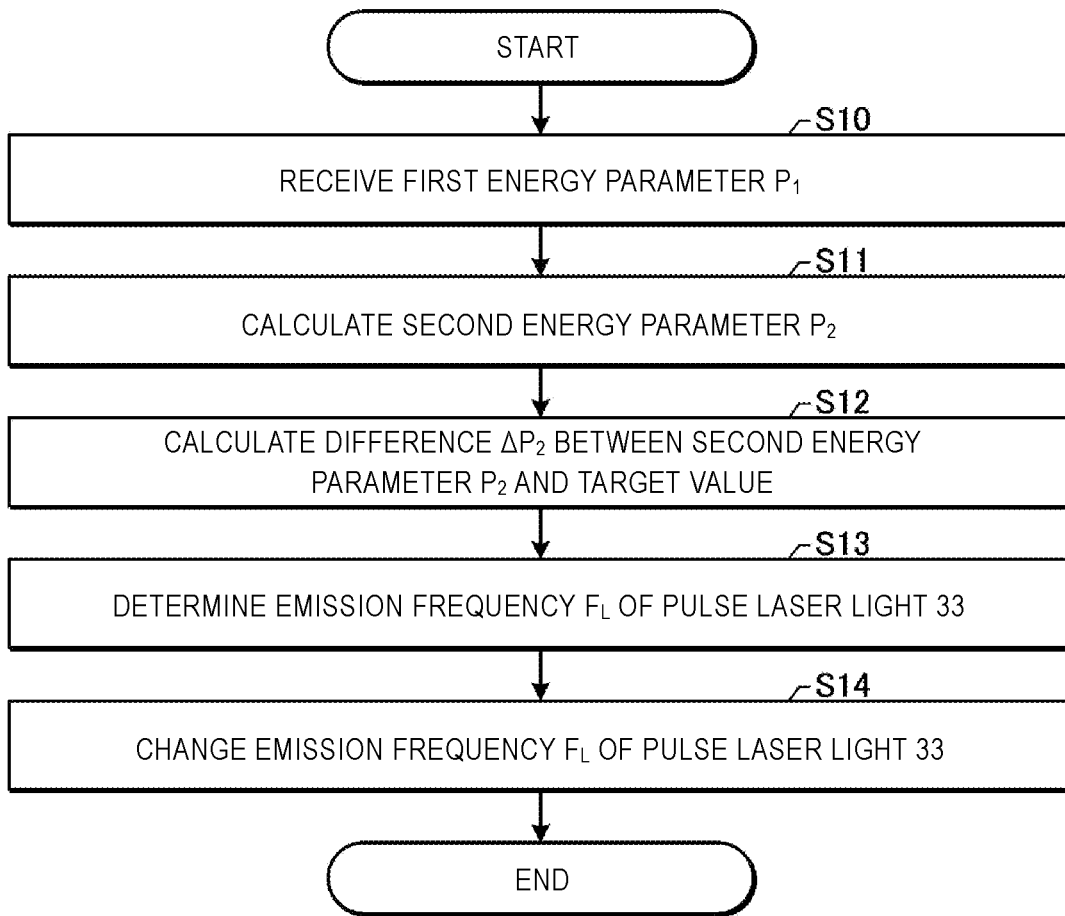 START
S10
RECEIVE FIRST ENERGY PARAMETER P₁
S11
CALCULATE SECOND ENERGY PARAMETER P₂
S12
CALCULATE DIFFERENCE ΔP₂ BETWEEN SECOND ENERGY
PARAMETER P₂ AND TARGET VALUE
S13
DETERMINE EMISSION FREQUENCY F_L OF PULSE LASER LIGHT 33
S14
CHANGE EMISSION FREQUENCY F_L OF PULSE LASER LIGHT 33
END